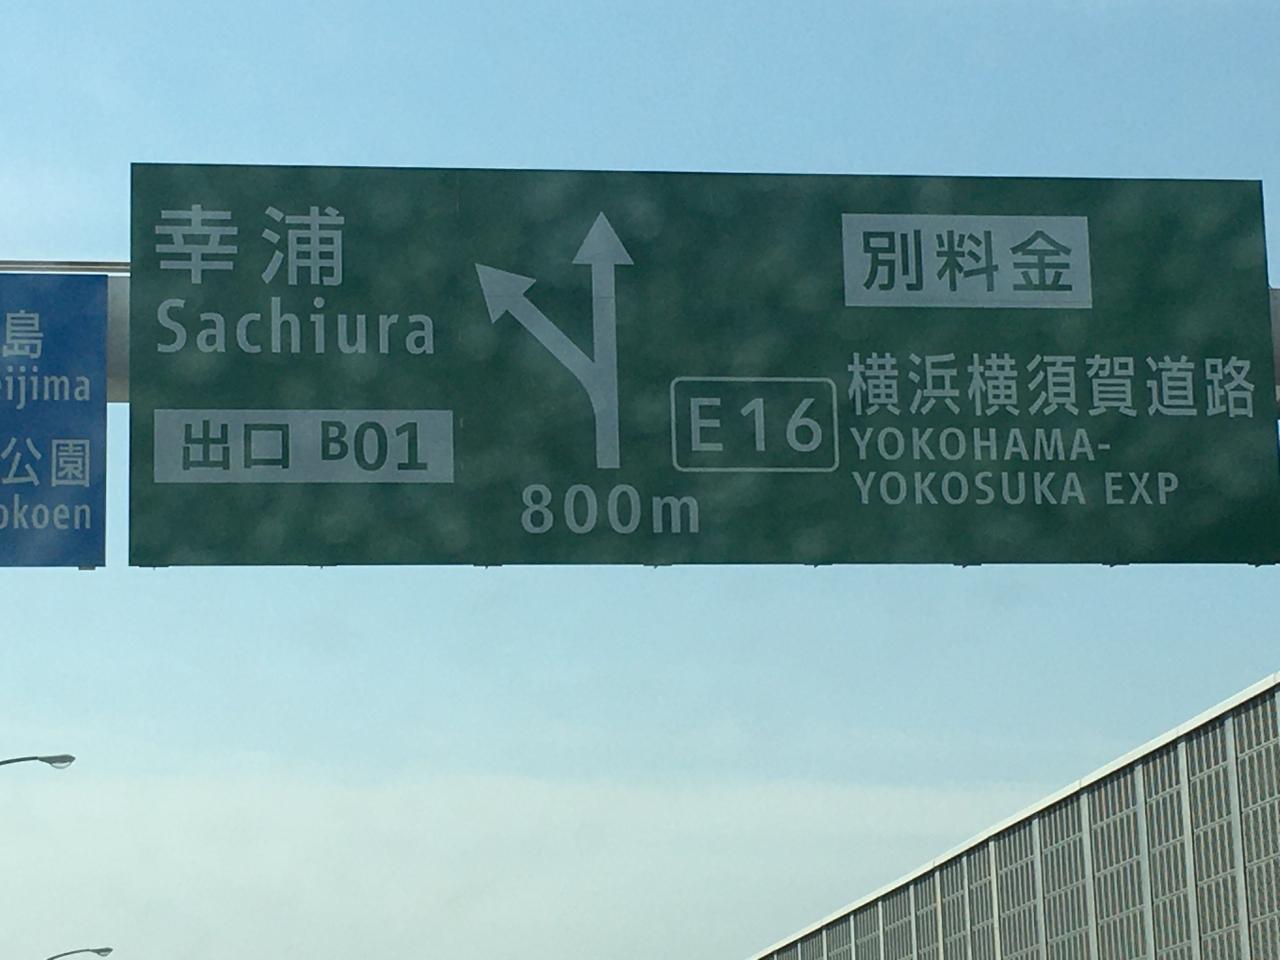 幸浦
Sachiura
出口 B01
800m
別料金
E16
横浜横須賀道路
YOKOHAMA-
YOKOSUKA EXP
島
eijima
公園
okoen